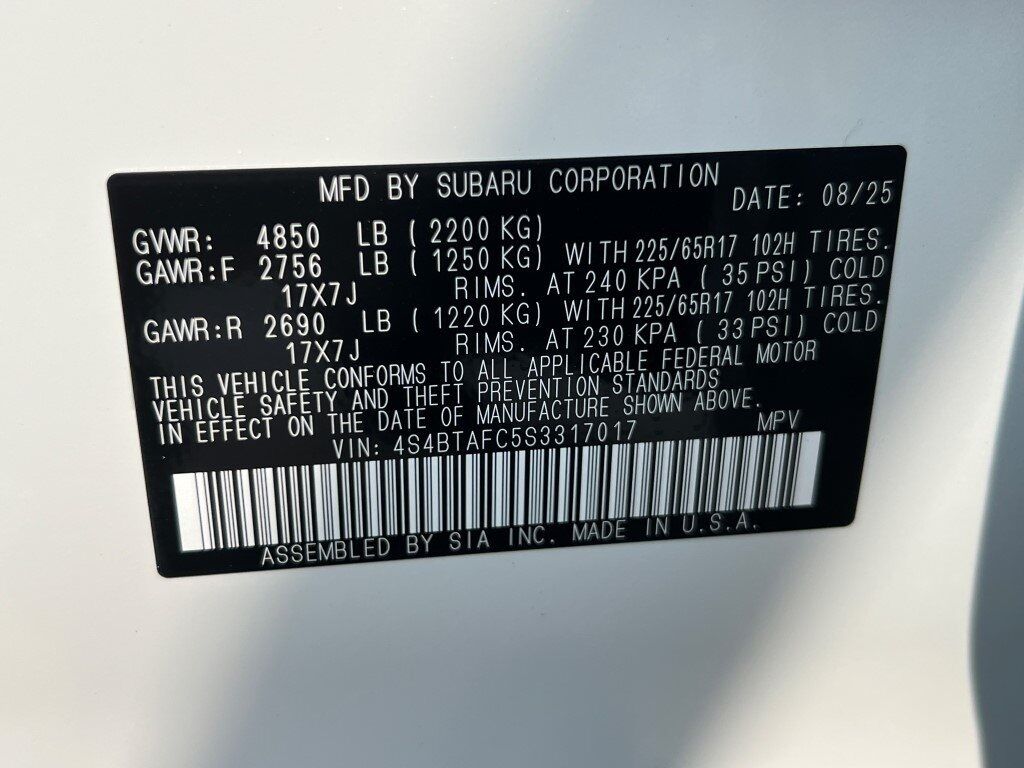 MFD BY SUBARU CORPORATION DATE: 08/25
GVWR: 4850 LB ( 2200 KG)
GAWR:F 2756 LB ( 1250 KG) WITH 225/65R17 102H TIRES.
17X7J RIMS. AT 240 KPA ( 35 PSI) COLD
GAWR:R 2690 LB ( 1220 KG) WITH 225/65R17 102H TIRES.
17X7J RIMS. AT 230 KPA ( 33 PSI) COLD
THIS VEHICLE CONFORMS TO ALL APPLICABLE FEDERAL MOTOR
VEHICLE SAFETY AND THEFT PREVENTION STANDARDS
IN EFFECT ON THE DATE OF MANUFACTURE SHOWN ABOVE.
VIN: 4S4BTAFC5S3317017 MPV
ASSEMBLED BY SIA INC. MADE IN U.S.A.